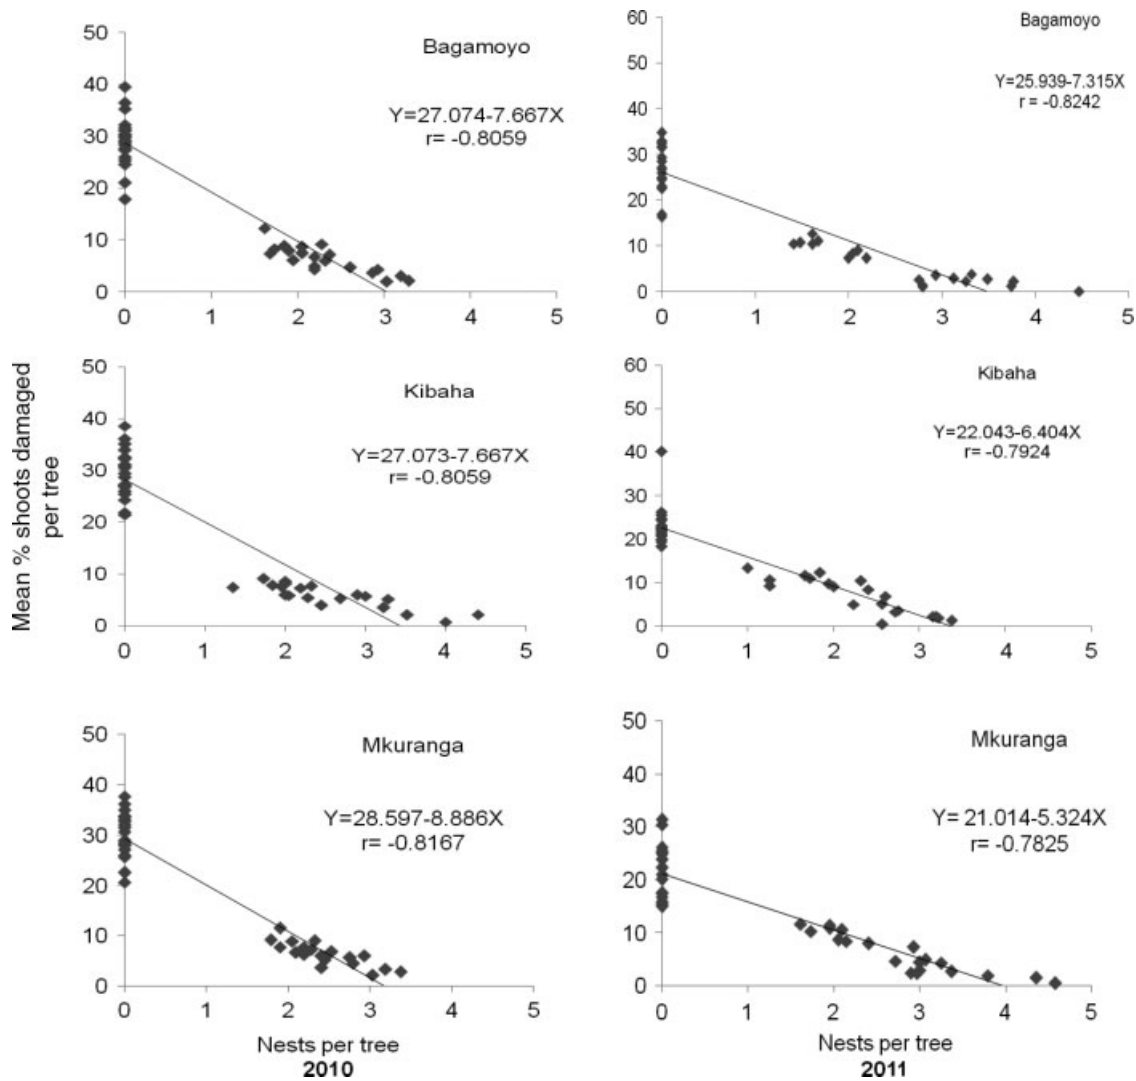 Bagamoyo
Y=27.074-7.667X
r= -0.8059
50
40
30
20
10
0
0 1 2 3 4 5
Bagamoyo
Y=25.939-7.315X
r = -0.8242
60
50
40
30
20
10
0
0 1 2 3 4 5
Mean % shoots damaged
per tree
Kibaha
Y=27.073-7.667X
r= -0.8059
50
40
30
20
10
0
0 1 2 3 4 5
Kibaha
Y=22.043-6.404X
r= -0.7924
60
50
40
30
20
10
0
0 1 2 3 4 5
Mkuranga
Y=28.597-8.886X
r= -0.8167
50
40
30
20
10
0
0 1 2 3 4 5
Nests per tree
2010
Mkuranga
Y= 21.014-5.324X
r= -0.7825
50
40
30
20
10
0
0 1 2 3 4 5
Nests per tree
2011